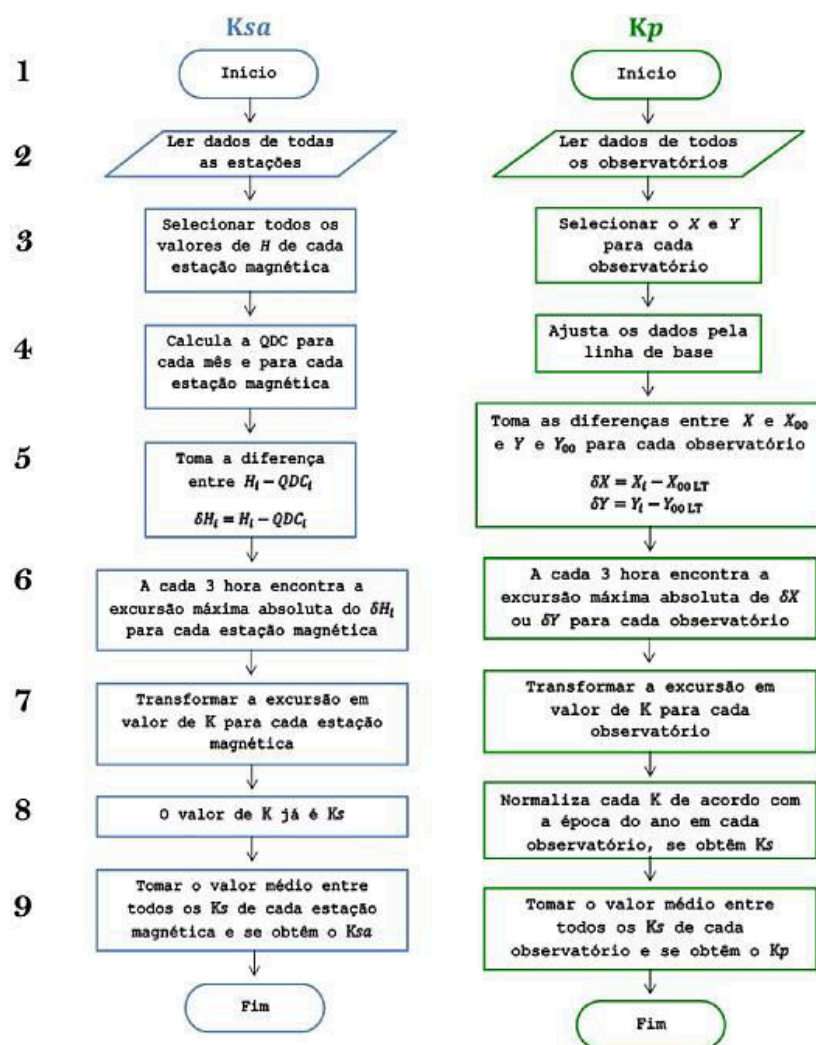 Ksa
Kp
1
Início
Início
2
Ler dados de todas
as estações
Ler dados de todos
os observatórios
3
Selecionar todos os
valores de H de cada
estação magnética
Selecionar o X e Y
para cada
observatório
4
Calcula a QDC para
cada mês e para cada
estação magnética
Ajusta os dados pela
linha de base
5
Toma a diferença
entre Hᵢ − QDCᵢ
δHᵢ = Hᵢ − QDCᵢ
Toma as diferenças entre X e X₀₀
e Y e Y₀₀ para cada observatório
δX = Xᵢ − X₀₀ LT
δY = Yᵢ − Y₀₀ LT
6
A cada 3 hora encontra a
excursão máxima absoluta do δHᵢ
para cada estação magnética
A cada 3 hora encontra a
excursão máxima absoluta de δX
ou δY para cada observatório
7
Transformar a excursão em
valor de K para cada estação
magnética
Transformar a excursão em
valor de K para cada
observatório
8
O valor de K já é Ks
Normaliza cada K de acordo com
a época do ano em cada
observatório, se obtêm Ks
9
Tomar o valor médio entre
todos os Ks de cada estação
magnética e se obtêm o Ksa
Tomar o valor médio entre
todos os Ks de cada
observatório e se obtêm o Kp
Fim
Fim